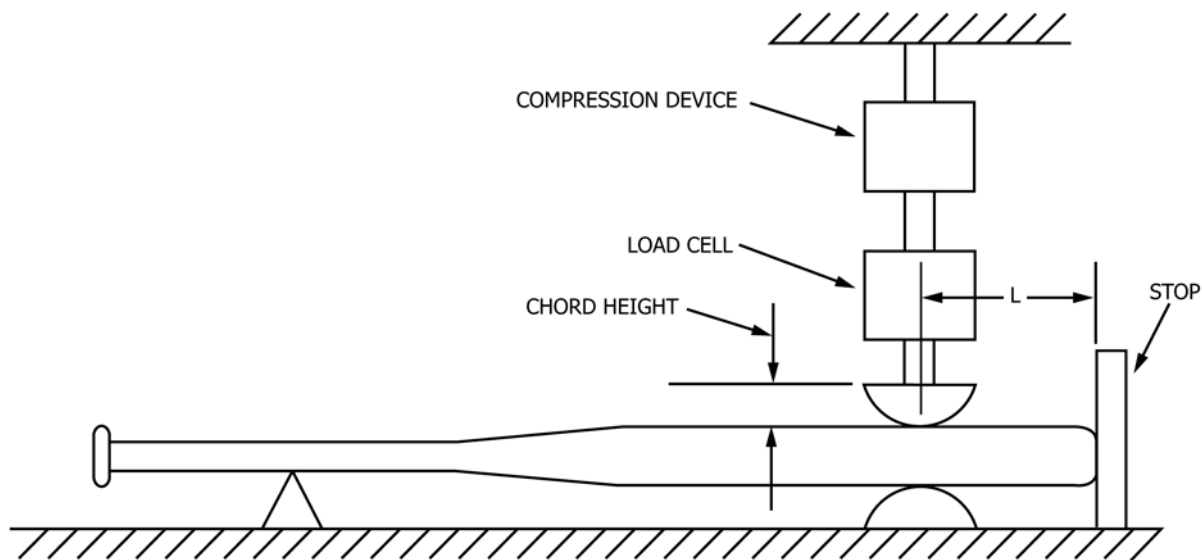 COMPRESSION DEVICE
LOAD CELL
L
STOP
CHORD HEIGHT